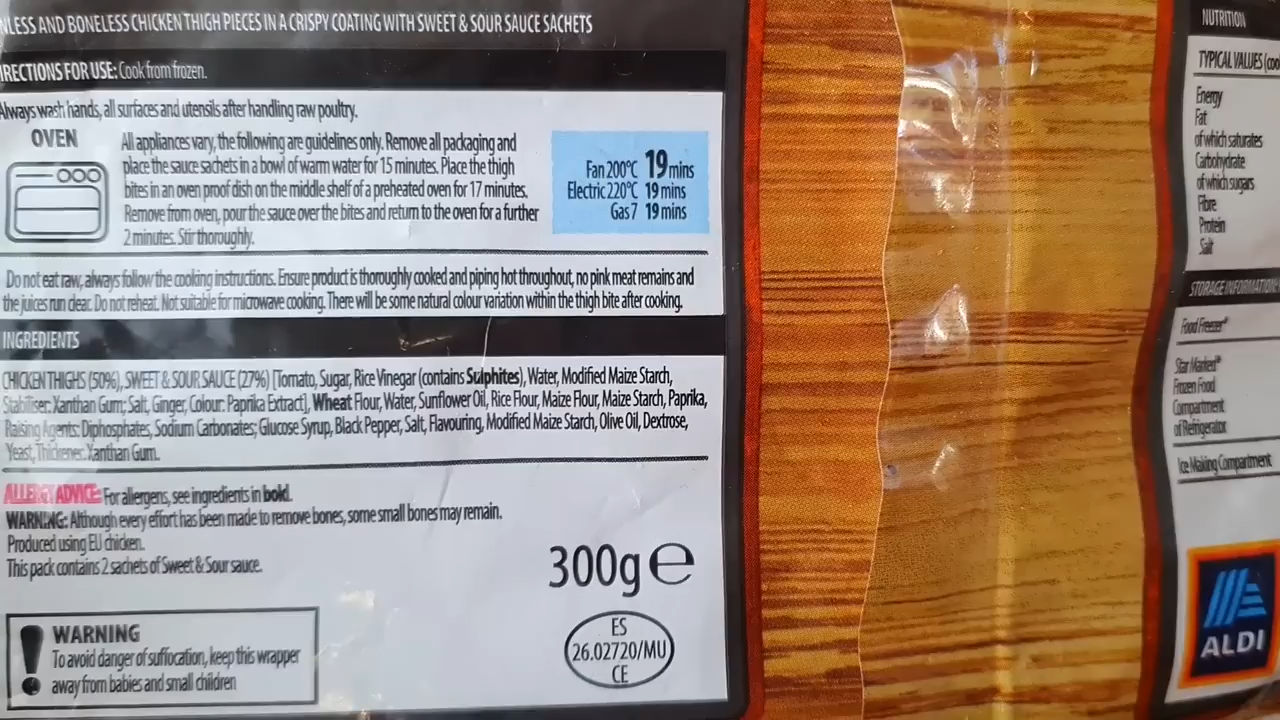 NLESS AND BONELESS CHICKEN THIGH PIECES IN A CRISPY COATING WITH SWEET & SOUR SAUCE SACHETS
IRECTIONS FOR USE: Cook from frozen.
Always wash hands, all surfaces and utensils after handling raw poultry.
OVEN
All appliances vary, the following are guidelines only. Remove all packaging and
place the sauce sachets in a bowl of warm water for 15 minutes. Place the thigh
bites in an oven proof dish on the middle shelf of a preheated oven for 17 minutes.
Remove from oven, pour the sauce over the bites and return to the oven for a further
2 minutes. Stir thoroughly.
Fan 200°C 19 mins
Electric 220°C 19 mins
Gas 7 19 mins
Do not eat raw, always follow the cooking instructions. Ensure product is thoroughly cooked and piping hot throughout, no pink meat remains and
the juices run clear. Do not reheat. Not suitable for microwave cooking. There will be some natural colour variation within the thigh bite after cooking.
INGREDIENTS
CHICKEN THIGHS (50%), SWEET & SOUR SAUCE (27%) [Tomato, Sugar, Rice Vinegar (contains Sulphites), Water, Modified Maize Starch,
Stabiliser: Xanthan Gum; Salt, Ginger, Colour: Paprika Extract], Wheat Flour, Water, Sunflower Oil, Rice Flour, Maize Flour, Maize Starch, Paprika,
Raising Agents: Diphosphates, Sodium Carbonates; Glucose Syrup, Black Pepper, Salt, Flavouring, Modified Maize Starch, Olive Oil, Dextrose,
Yeast, Thickener: Xanthan Gum.
ALLERGY ADVICE: For allergens, see ingredients in bold.
WARNING: Although every effort has been made to remove bones, some small bones may remain.
Produced using EU chicken.
This pack contains 2 sachets of Sweet & Sour sauce.
300g e
WARNING
To avoid danger of suffocation, keep this wrapper
away from babies and small children
ES
26.02720/MU
CE
NUTRITION
TYPICAL VALUES (coo
Energy
Fat
of which saturates
Carbohydrate
of which sugars
Fibre
Protein
Salt
STORAGE INFORMATION
Food Freezer*
Star Marked*
Frozen Food
Compartment
of Refrigerator
Ice Making Compartment
ALDI